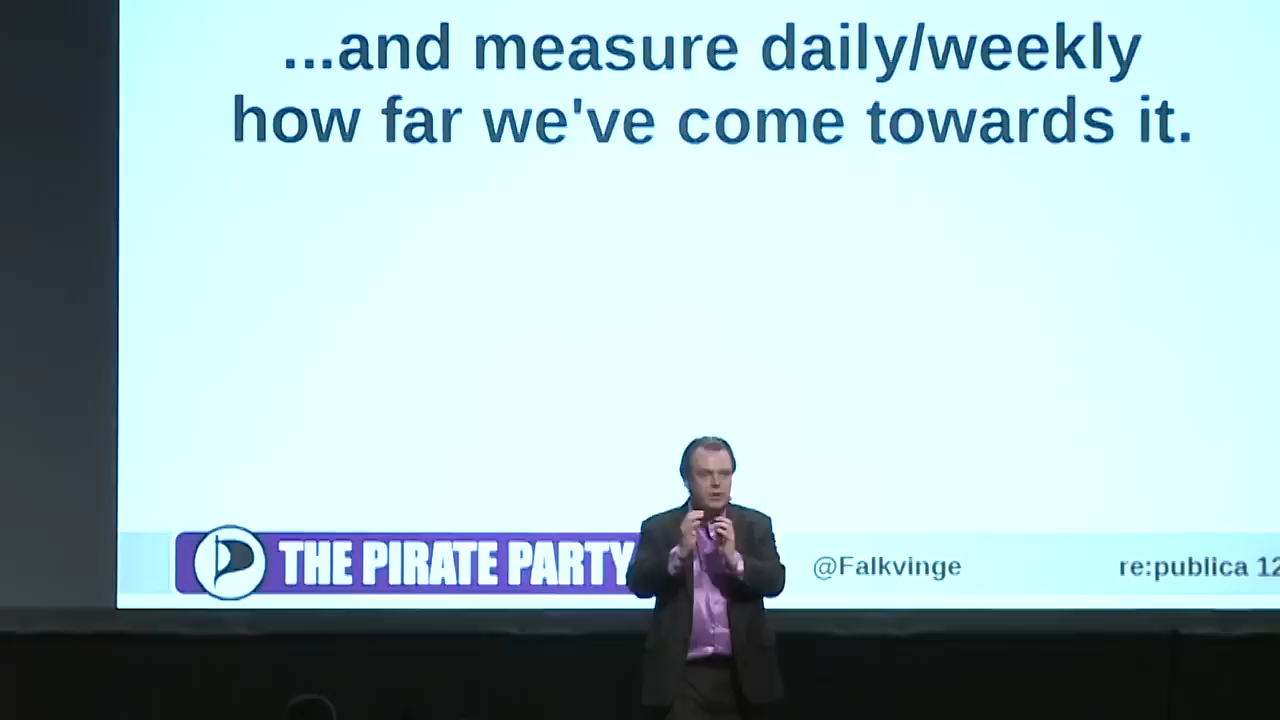 ...and measure daily/weekly
how far we've come towards it.
THE PIRATE PARTY
@Falkvinge
re:publica 12